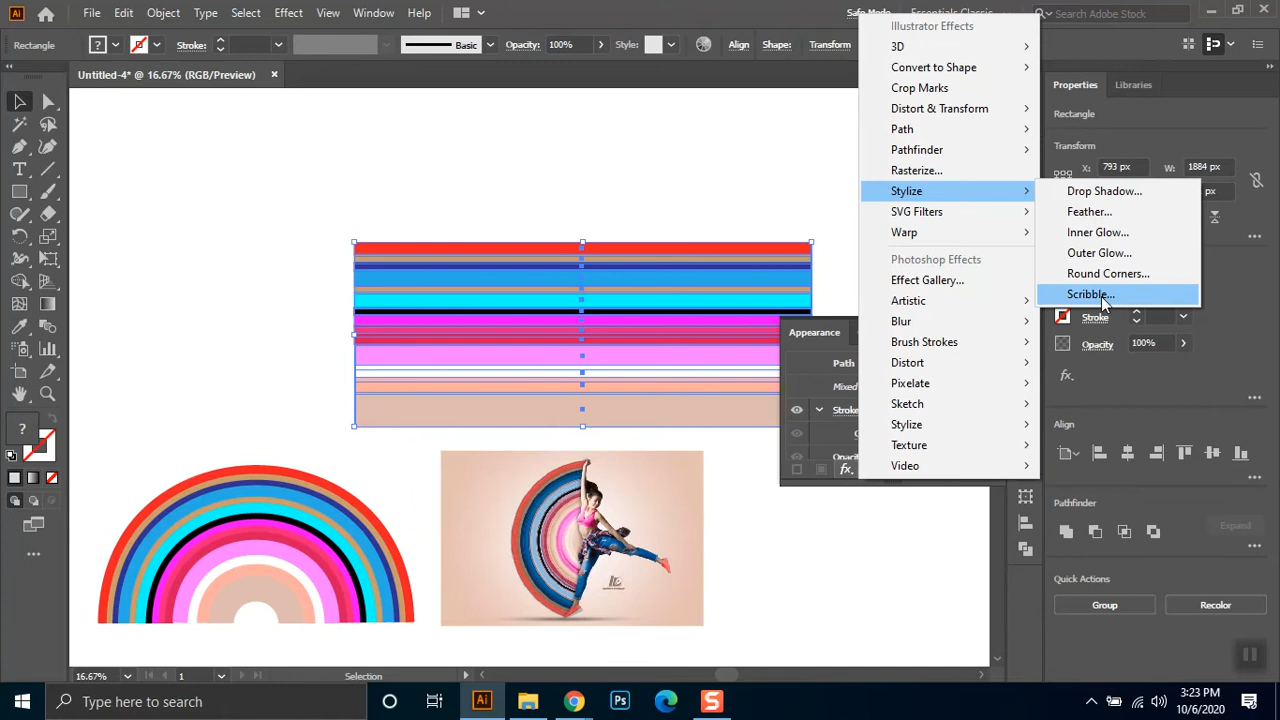 Ai
File
Edit
Object
Type
Select
Effect
View
Window
Help
Safe Mode
Essentials Classic
Search Adobe Stock
Rectangle
?
Stroke:
Basic
Opacity:
100%
Style:
Align
Shape:
Transform
Untitled-4* @ 16.67% (RGB/Preview)
Illustrator Effects
3D
Convert to Shape
Crop Marks
Distort & Transform
Path
Pathfinder
Rasterize...
Stylize
SVG Filters
Warp
Photoshop Effects
Effect Gallery...
Artistic
Blur
Brush Strokes
Distort
Pixelate
Sketch
Stylize
Texture
Video
Drop Shadow...
Feather...
Inner Glow...
Outer Glow...
Round Corners...
Scribble...
Appearance
Path
Mixed
Stroke
Opacity
fx.
Properties
Libraries
Rectangle
Transform
X:
793 px
W:
1884 px
px
Stroke
Opacity
100%
fx.
Align
Pathfinder
Expand
Quick Actions
Group
Recolor
?
16.67%
1
Selection
Type here to search
Ai
Ps
S
3:23 PM
10/6/2020